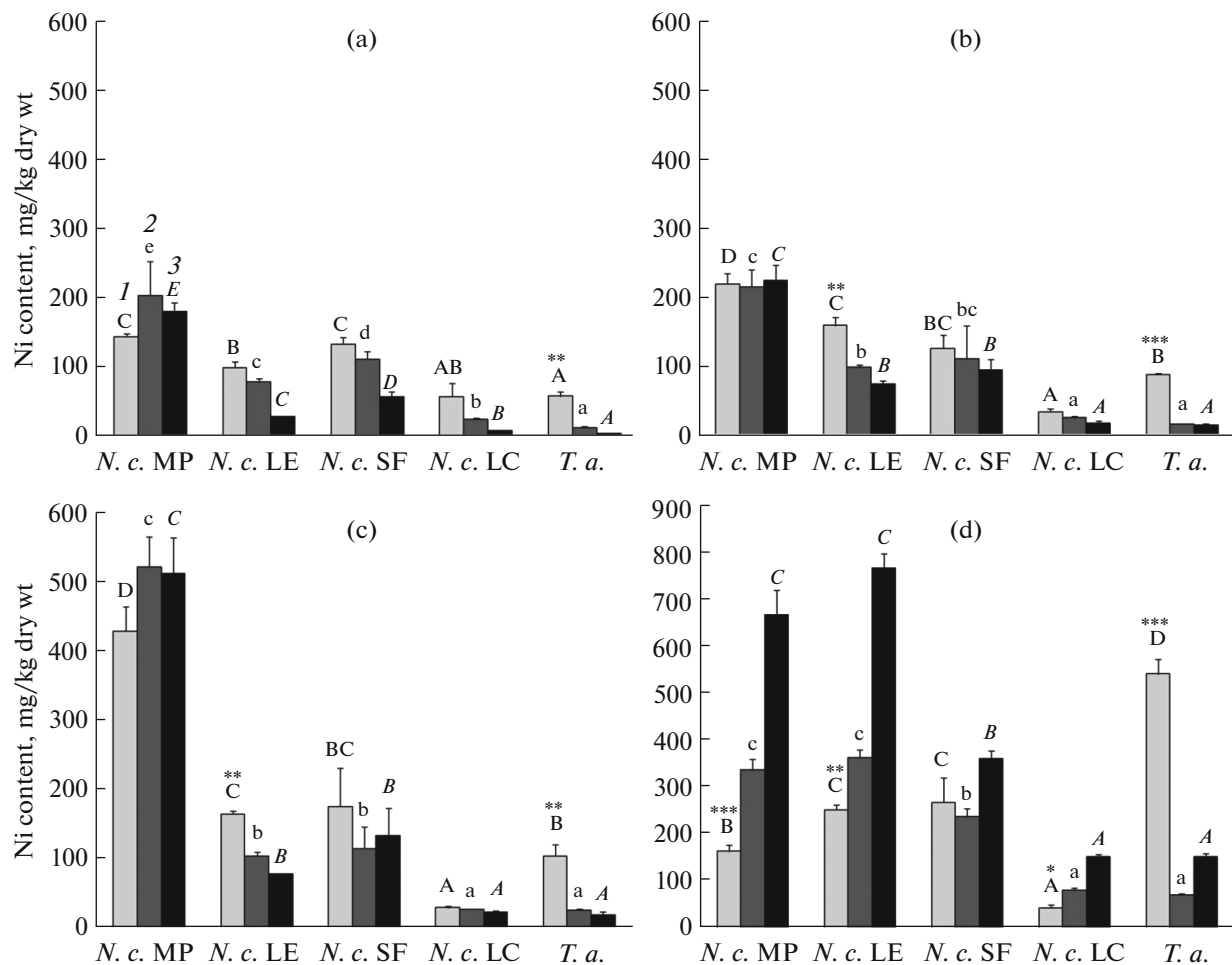 (a)
Ni content, mg/kg dry wt
600
500
400
300
200
100
0
1
2
3
C
e
E
B
c
C
C
d
D
AB
b
B
**
A
a
A
N. c. MP
N. c. LE
N. c. SF
N. c. LC
T. a.
(b)
600
500
400
300
200
100
0
D
c
C
**
C
b
B
BC
bc
B
A
a
A
***
B
a
A
N. c. MP
N. c. LE
N. c. SF
N. c. LC
T. a.
(c)
Ni content, mg/kg dry wt
600
500
400
300
200
100
0
D
c
C
**
C
b
B
BC
b
B
A
a
A
**
B
a
A
N. c. MP
N. c. LE
N. c. SF
N. c. LC
T. a.
(d)
900
800
700
600
500
400
300
200
100
0
***
B
c
C
**
C
c
C
C
b
B
*
A
a
A
***
D
a
A
N. c. MP
N. c. LE
N. c. SF
N. c. LC
T. a.